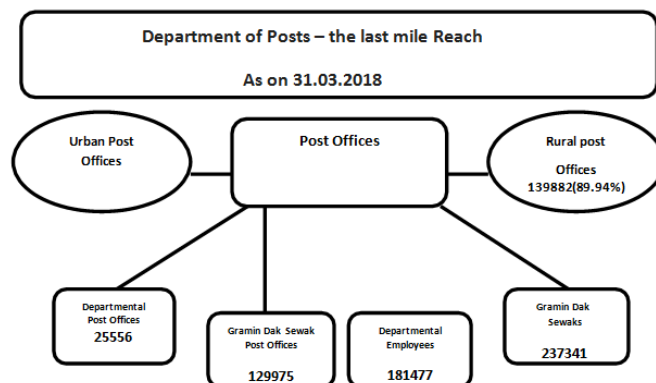 Department of Posts – the last mile Reach
As on 31.03.2018
Urban Post
Offices
Post Offices
Rural post
Offices
139882(89.94%)
Departmental
Post Offices
25556
Gramin Dak Sewak
Post Offices
129975
Departmental
Employees
181477
Gramin Dak
Sewaks
237341